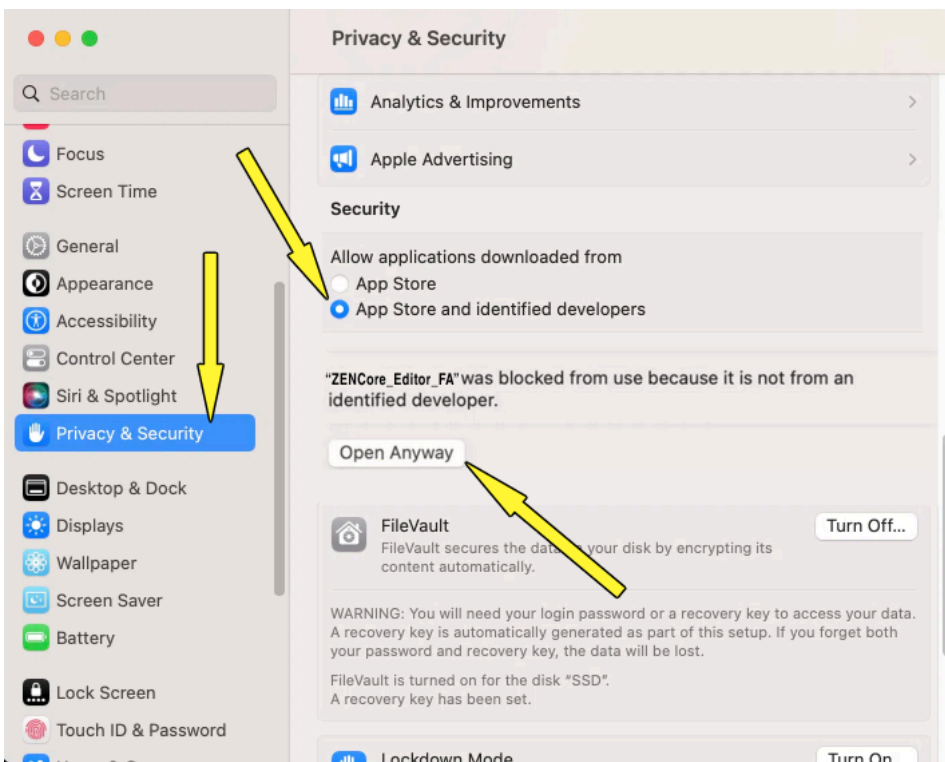 Privacy & Security
Search
Focus
Screen Time
General
Appearance
Accessibility
Control Center
Siri & Spotlight
Privacy & Security
Desktop & Dock
Displays
Wallpaper
Screen Saver
Battery
Lock Screen
Touch ID & Password
Analytics & Improvements
Apple Advertising
Security
Allow applications downloaded from
App Store
App Store and identified developers
“ZENCore_Editor_FA” was blocked from use because it is not from an
identified developer.
Open Anyway
FileVault
Turn Off...
FileVault secures the data your disk by encrypting its
content automatically.
WARNING: You will need your login password or a recovery key to access your data.
A recovery key is automatically generated as part of this setup. If you forget both
your password and recovery key, the data will be lost.
FileVault is turned on for the disk “SSD”.
A recovery key has been set.
Lockdown Mode
Turn On